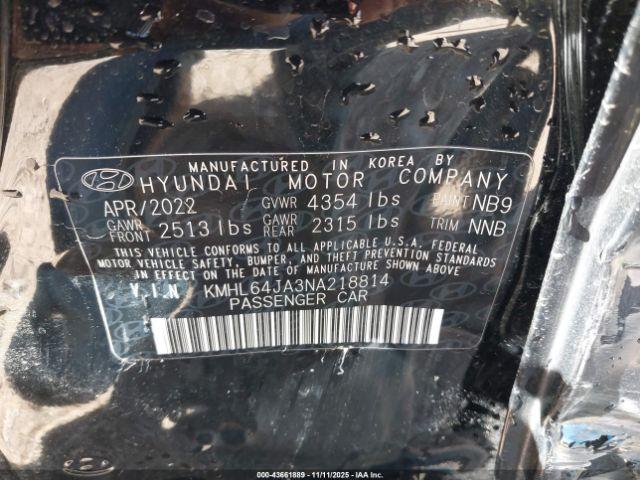 MANUFACTURED IN KOREA BY
HYUNDAI MOTOR COMPANY
APR/2022 GVWR 4354 lbs PAINT NB9
GAWR FRONT 2513 lbs GAWR REAR 2315 lbs TRIM NNB
THIS VEHICLE CONFORMS TO ALL APPLICABLE U.S.A. FEDERAL
MOTOR VEHICLE SAFETY, BUMPER, AND THEFT PREVENTION STANDARDS
IN EFFECT ON THE DATE OF MANUFACTURE SHOWN ABOVE
V.I.N KMHL64JA3NA218814
PASSENGER CAR
000-43661889 - 11/11/2025 - IAA Inc.